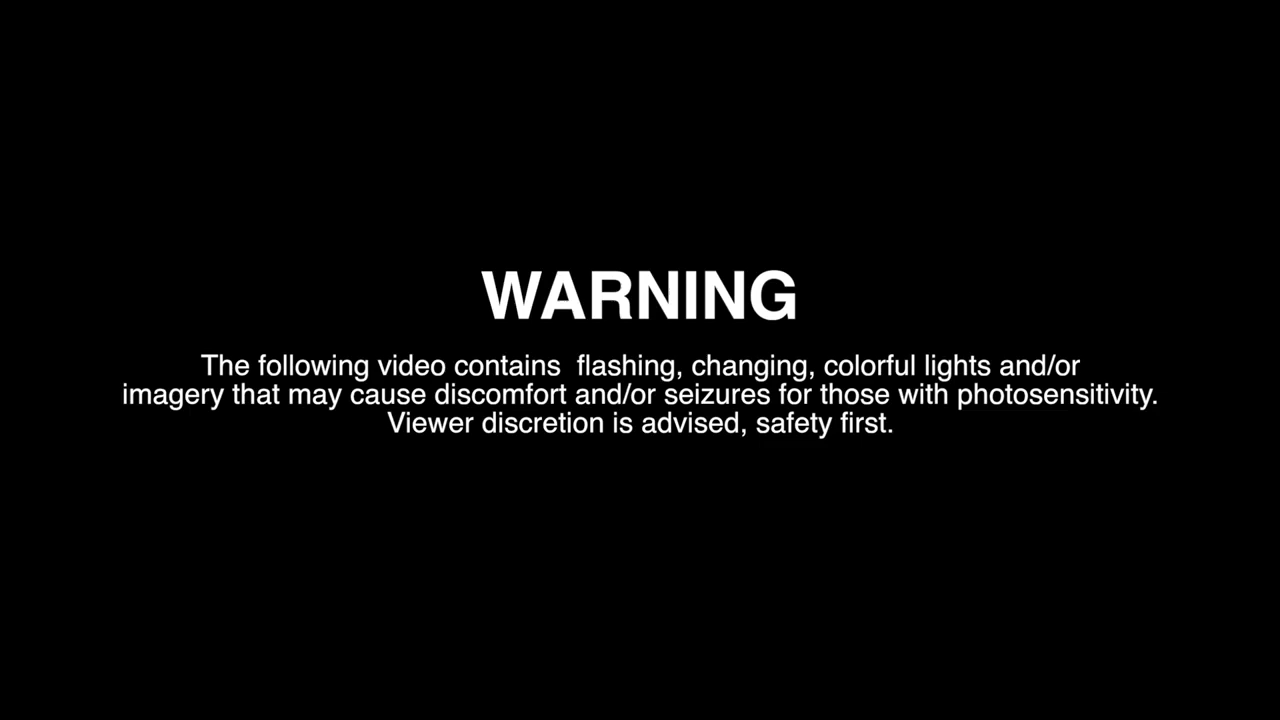 WARNING
The following video contains  flashing, changing, colorful lights and/or
imagery that may cause discomfort and/or seizures for those with photosensitivity.
Viewer discretion is advised, safety first.